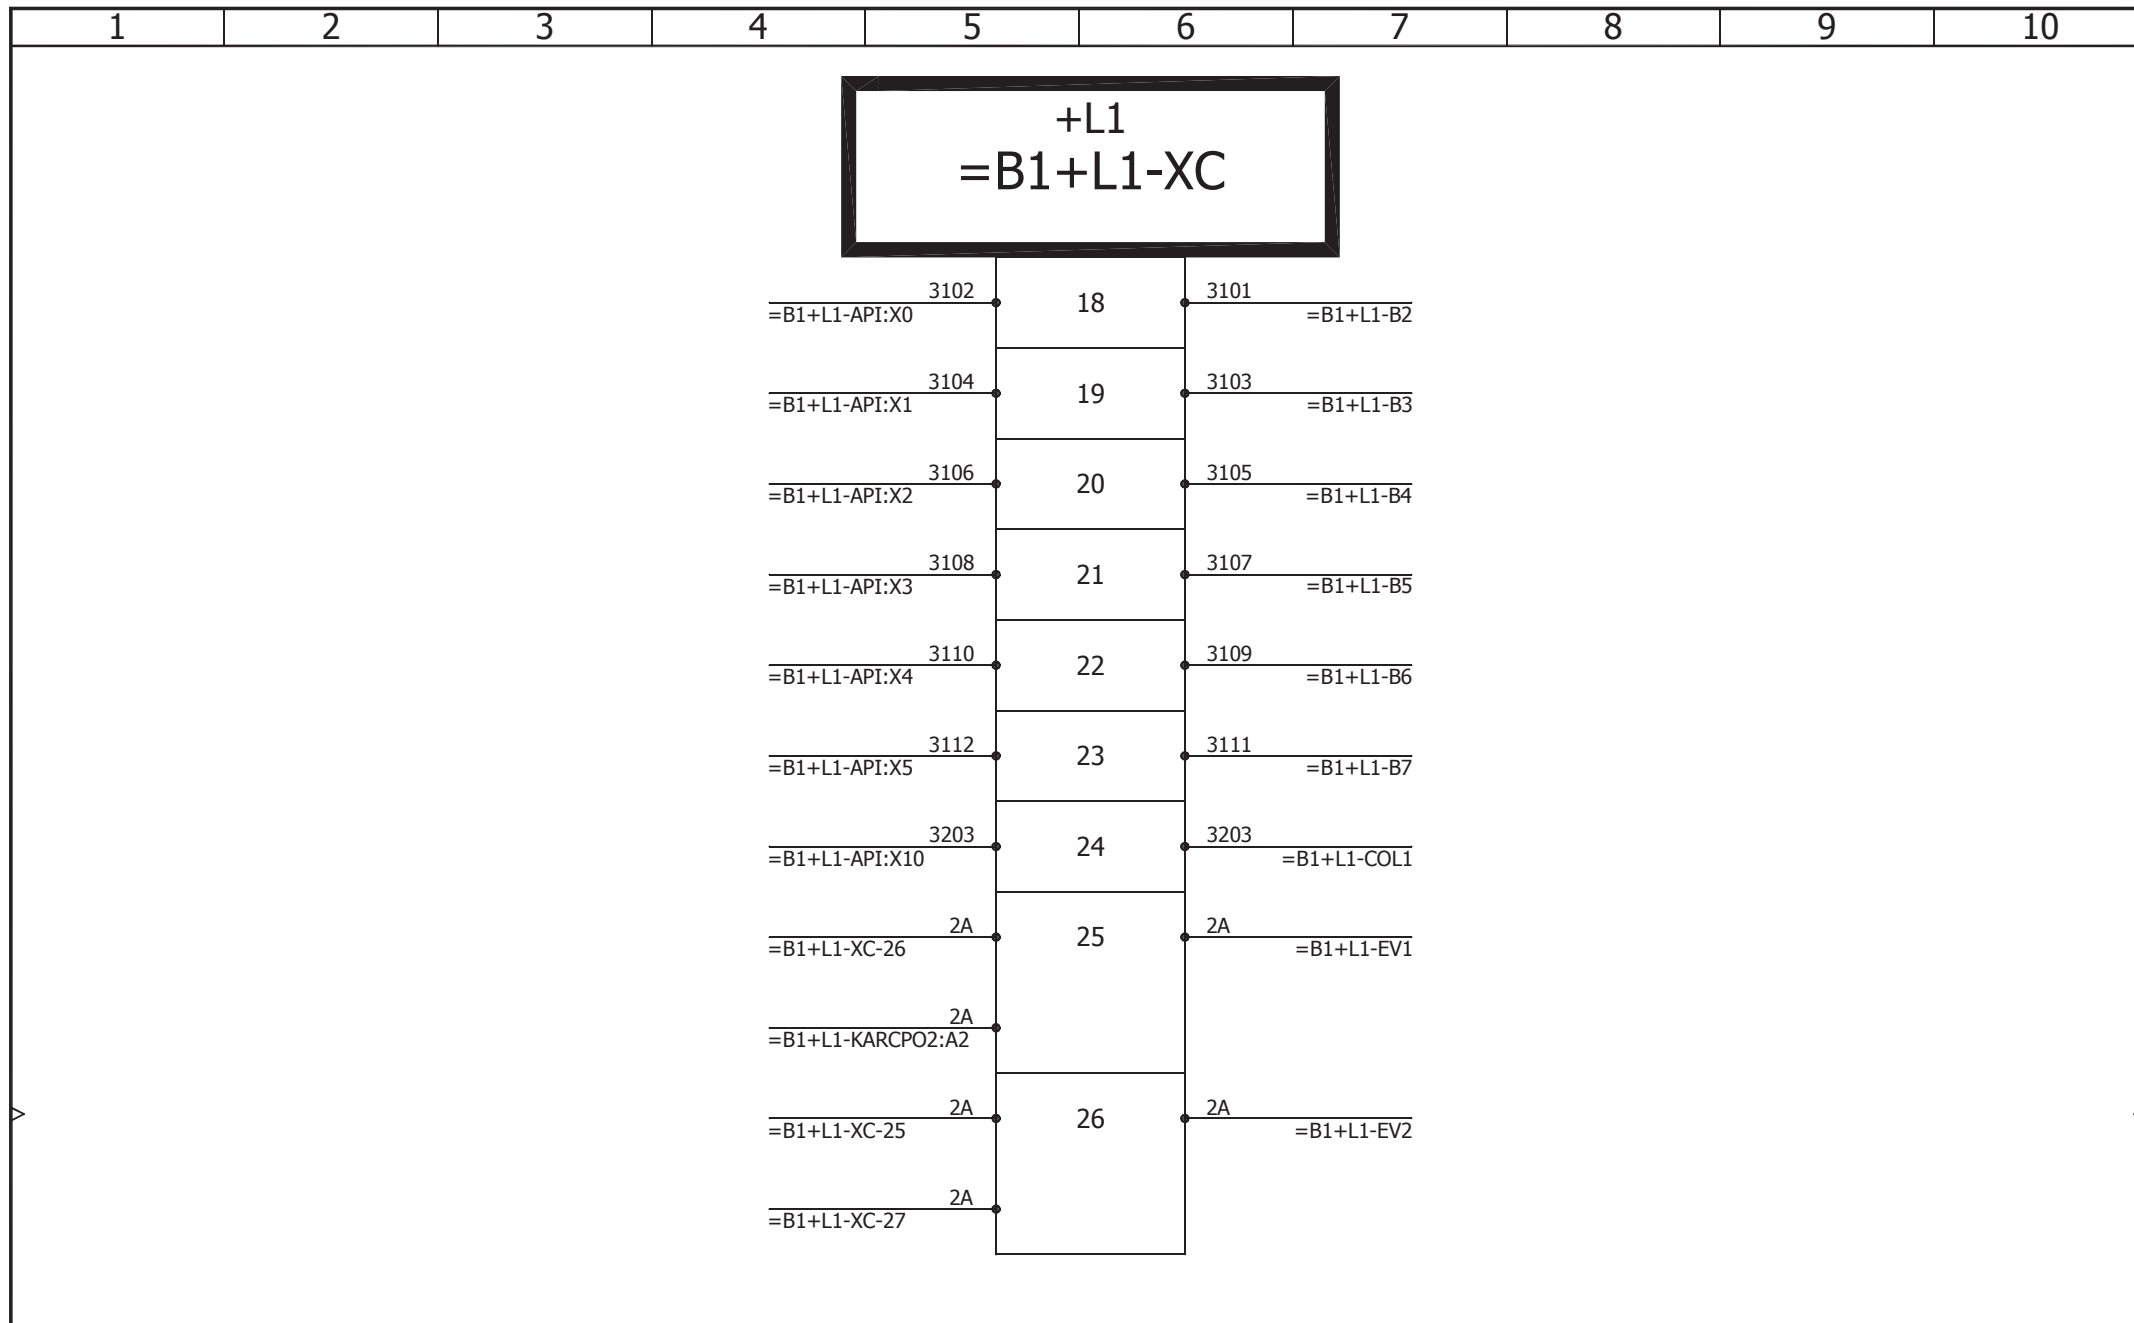 1 2 3 4 5 6 7 8 9 10
+L1
=B1+L1-XC
3102 18 3101
=B1+L1-API:X0 =B1+L1-B2
3104 19 3103
=B1+L1-API:X1 =B1+L1-B3
3106 20 3105
=B1+L1-API:X2 =B1+L1-B4
3108 21 3107
=B1+L1-API:X3 =B1+L1-B5
3110 22 3109
=B1+L1-API:X4 =B1+L1-B6
3112 23 3111
=B1+L1-API:X5 =B1+L1-B7
3203 24 3203
=B1+L1-API:X10 =B1+L1-COL1
2A 25 2A
=B1+L1-XC-26 =B1+L1-EV1
2A
=B1+L1-KARCPO2:A2
2A 26 2A
=B1+L1-XC-25 =B1+L1-EV2
2A
=B1+L1-XC-27